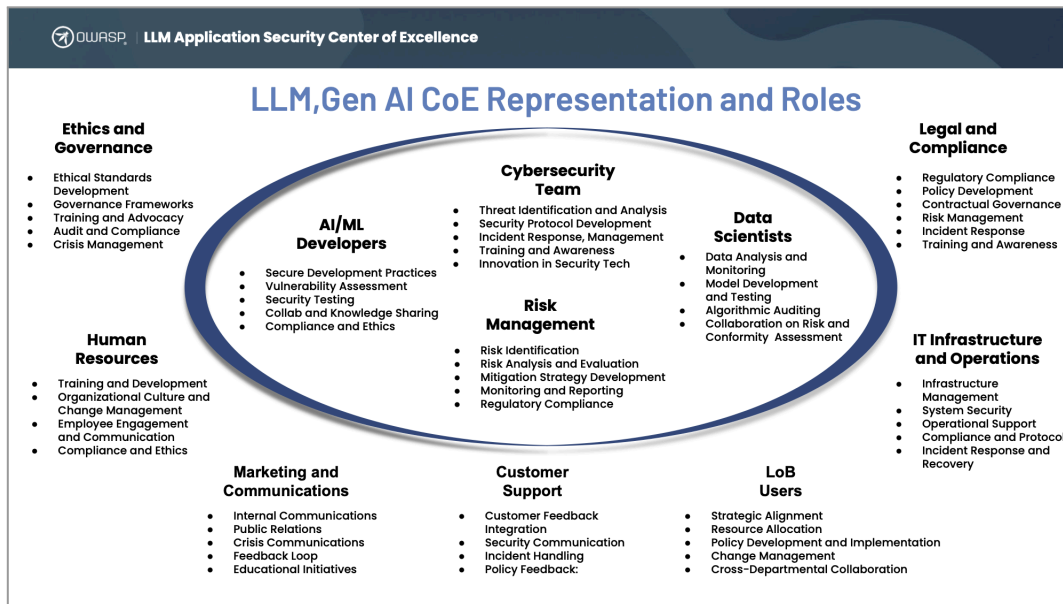 OWASP | LLM Application Security Center of Excellence
LLM,Gen AI CoE Representation and Roles
Ethics and
Governance
• Ethical Standards
Development
• Governance Frameworks
• Training and Advocacy
• Audit and Compliance
• Crisis Management
AI/ML
Developers
• Secure Development Practices
• Vulnerability Assessment
• Security Testing
• Collab and Knowledge Sharing
• Compliance and Ethics
Cybersecurity
Team
• Threat Identification and Analysis
• Security Protocol Development
• Incident Response, Management
• Training and Awareness
• Innovation in Security Tech
Data
Scientists
• Data Analysis and
Monitoring
• Model Development
and Testing
• Algorithmic Auditing
• Collaboration on Risk and
Conformity Assessment
Legal and
Compliance
• Regulatory Compliance
• Policy Development
• Contractual Governance
• Risk Management
• Incident Response
• Training and Awareness
Human
Resources
• Training and Development
• Organizational Culture and
Change Management
• Employee Engagement
and Communication
• Compliance and Ethics
Risk
Management
• Risk Identification
• Risk Analysis and Evaluation
• Mitigation Strategy Development
• Monitoring and Reporting
• Regulatory Compliance
IT Infrastructure
and Operations
• Infrastructure
Management
• System Security
• Operational Support
• Compliance and Protocol
• Incident Response and
Recovery
Marketing and
Communications
• Internal Communications
• Public Relations
• Crisis Communications
• Feedback Loop
• Educational Initiatives
Customer
Support
• Customer Feedback
Integration
• Security Communication
• Incident Handling
• Policy Feedback:
LoB
Users
• Strategic Alignment
• Resource Allocation
• Policy Development and Implementation
• Change Management
• Cross-Departmental Collaboration